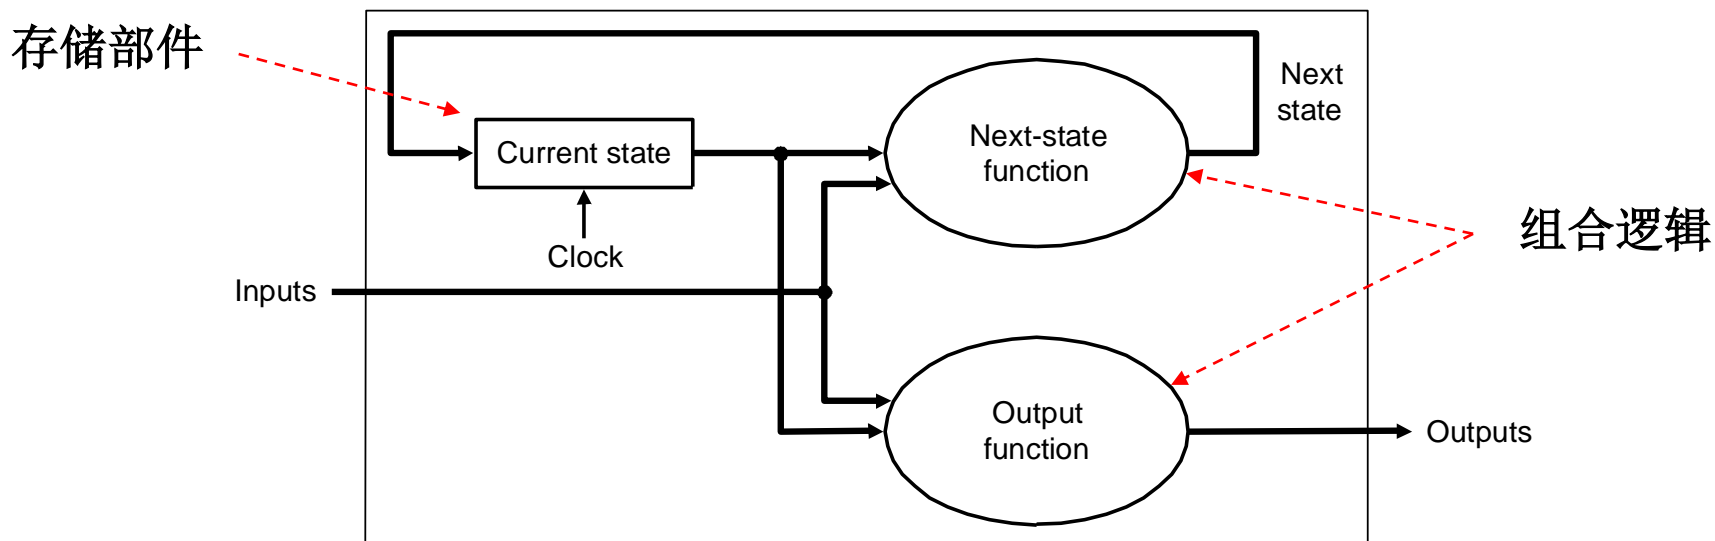 存储部件
Next
state
Current state
Next-state
function
Clock
组合逻辑
Inputs
Output
function
Outputs